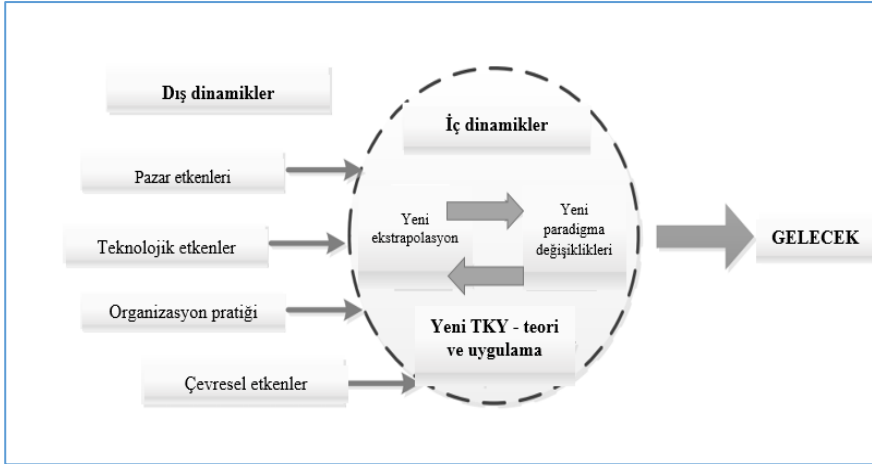 Dış dinamikler
Pazar etkenleri
Teknolojik etkenler
Organizasyon pratiği
Çevresel etkenler
İç dinamikler
Yeni
ekstrapolasyon
Yeni
paradigma
değişiklikleri
Yeni TKY - teori
ve uygulama
GELECEK